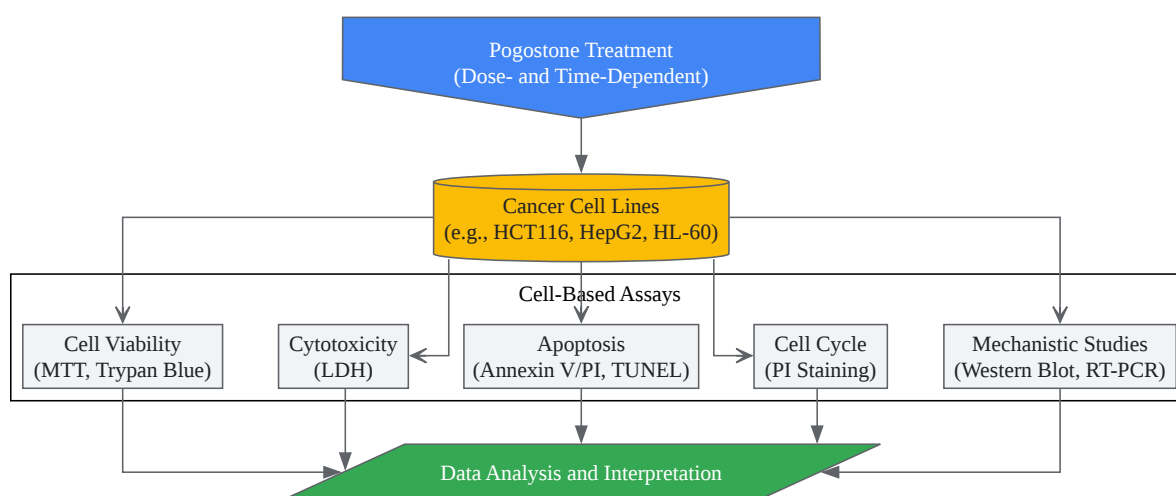 Pogostone Treatment
(Dose- and Time-Dependent)
Cancer Cell Lines
(e.g., HCT116, HepG2, HL-60)
Cell-Based Assays
Cell Viability
(MTT, Trypan Blue)
Cytotoxicity
(LDH)
Apoptosis
(Annexin V/PI, TUNEL)
Cell Cycle
(PI Staining)
Mechanistic Studies
(Western Blot, RT-PCR)
Data Analysis and Interpretation